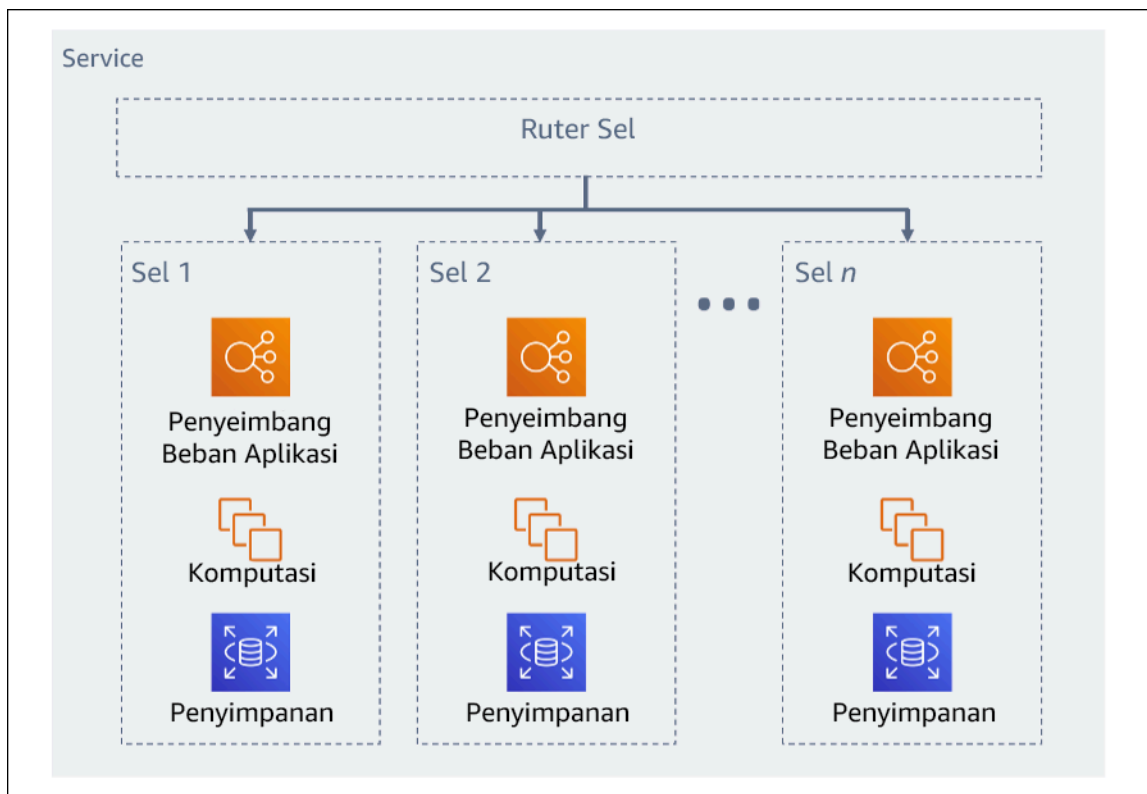 Service
Ruter Sel
Sel 1
Penyeimbang
Beban Aplikasi
Komputasi
Penyimpanan
Sel 2
Penyeimbang
Beban Aplikasi
Komputasi
Penyimpanan
Sel n
Penyeimbang
Beban Aplikasi
Komputasi
Penyimpanan